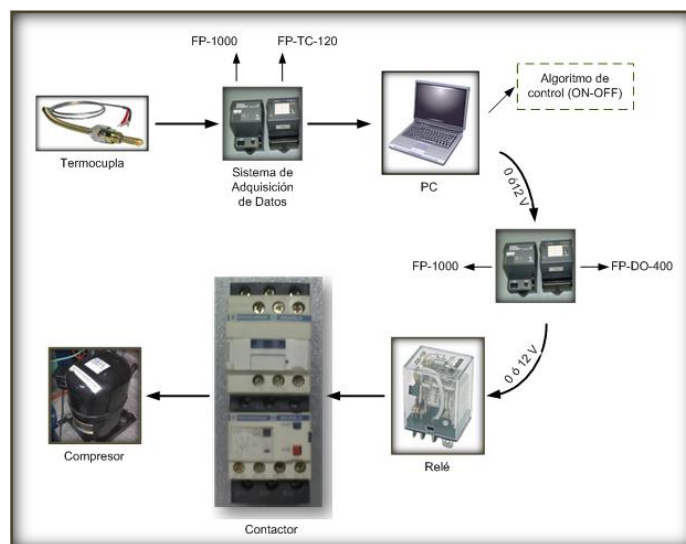 FP-1000
FP-TC-120
Algoritmo de
control (ON-OFF)
Termocupla
Sistema de
Adquisición
de Datos
PC
0 ó12 V
FP-1000
FP-DO-400
0 ó 12 V
Compresor
Relé
Contactor